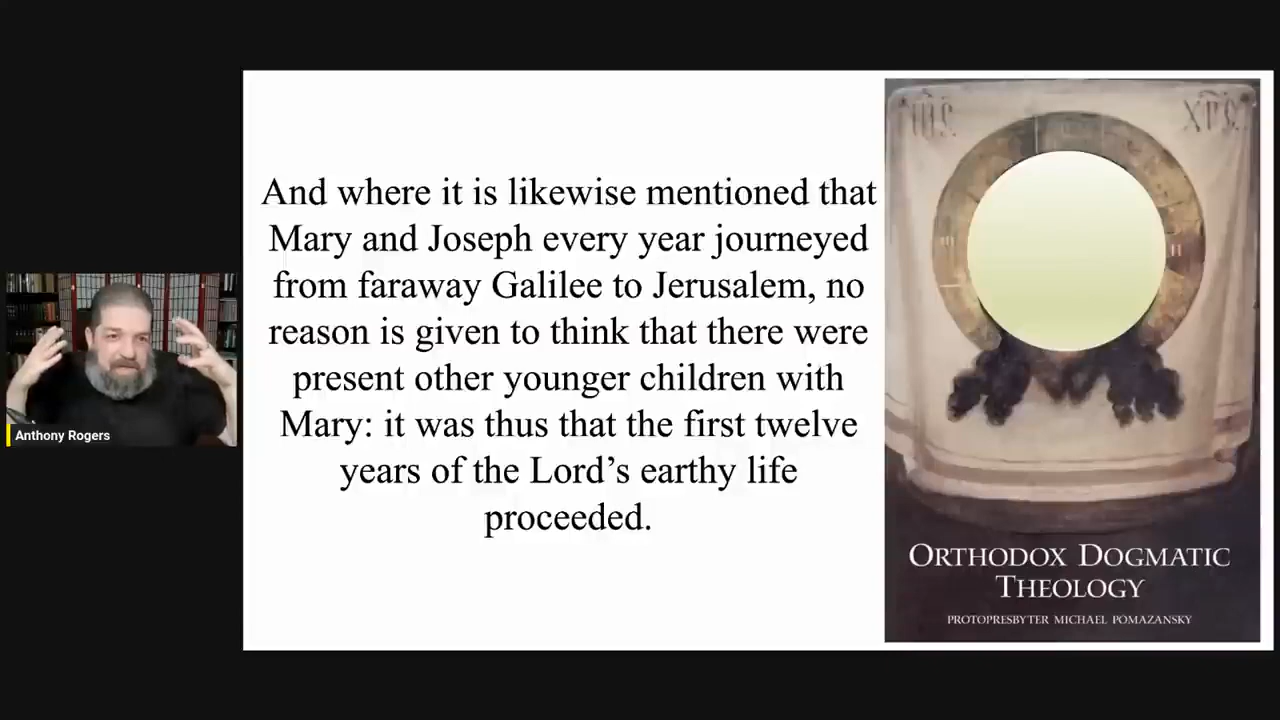 And where it is likewise mentioned that
Mary and Joseph every year journeyed
from faraway Galilee to Jerusalem, no
reason is given to think that there were
present other younger children with
Mary: it was thus that the first twelve
years of the Lord’s earthy life
proceeded.
Anthony Rogers
ORTHODOX DOGMATIC
THEOLOGY
PROTOPRESBYTER MICHAEL POMAZANSKY